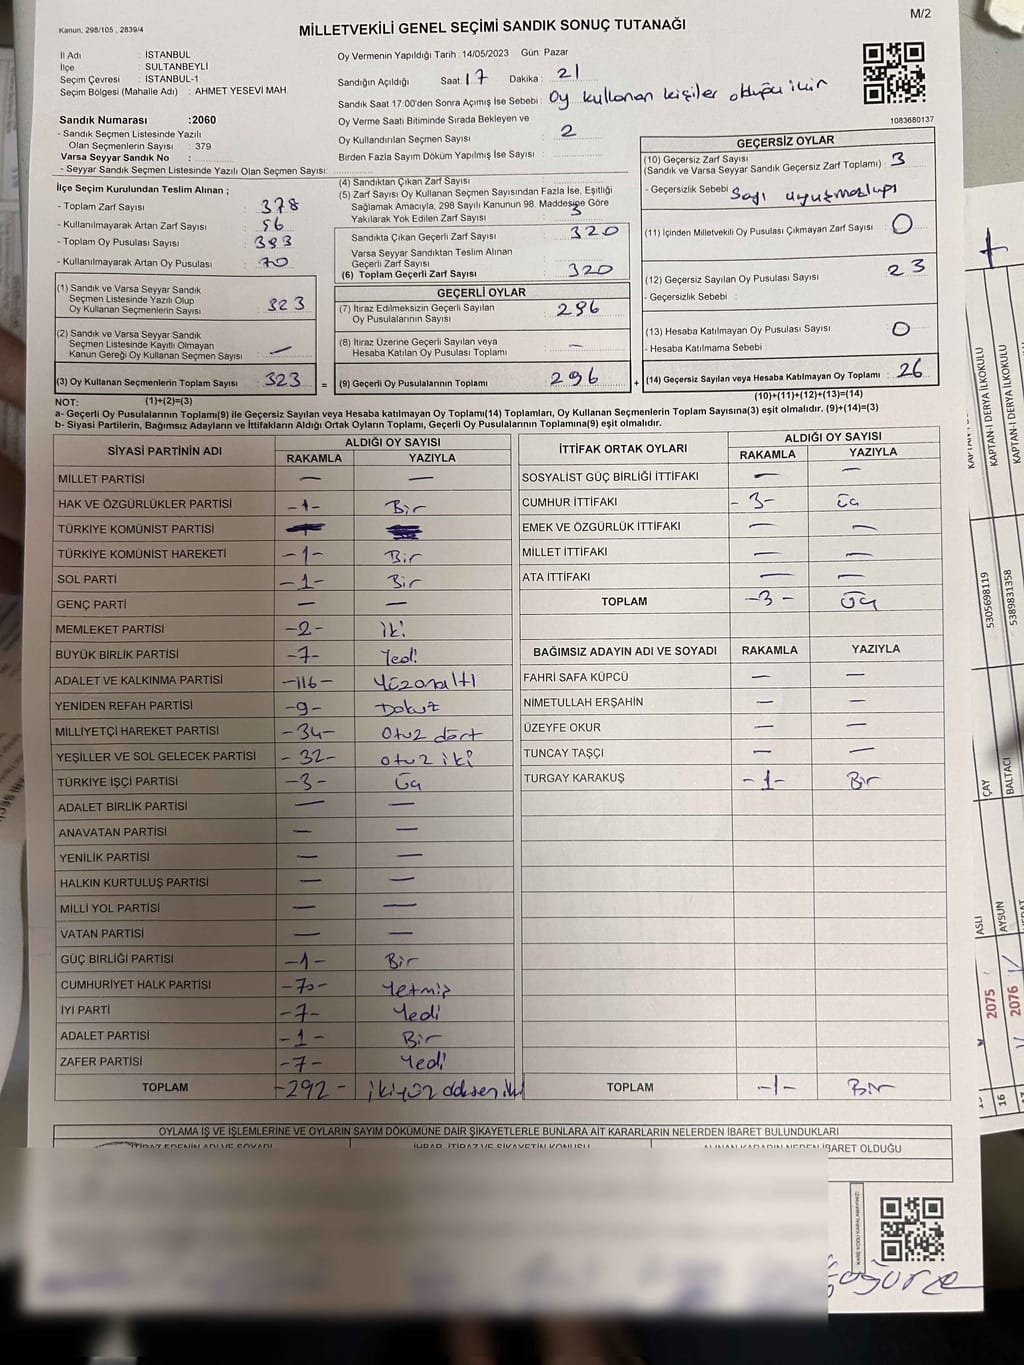 M/2
Kanun: 298/105 , 2839/4
MİLLETVEKİLİ GENEL SEÇİMİ SANDIK SONUÇ TUTANAĞI
İl Adı : İSTANBUL
İlçe : SULTANBEYLİ
Seçim Çevresi : İSTANBUL-1
Seçim Bölgesi (Mahalle Adı) : AHMET YESEVİ MAH.
Sandık Numarası :2060
- Sandık Seçmen Listesinde Yazılı
Olan Seçmenlerin Sayısı : 379
Varsa Seyyar Sandık No :
- Seyyar Sandık Seçmen Listesinde Yazılı Olan Seçmen Sayısı:
Oy Vermenin Yapıldığı Tarih : 14/05/2023 Gün: Pazar
Sandığın Açıldığı Saat: 17 Dakika : 21
Sandık Saat 17:00'den Sonra Açımış İse Sebebi : Oy kullanan kişiler olduğu için
Oy Verme Saati Bitiminde Sırada Bekleyen ve
Oy Kullandırılan Seçmen Sayısı : 2
Birden Fazla Sayım Döküm Yapılmış İse Sayısı :
1083680137
İlçe Seçim Kurulundan Teslim Alınan ;
- Toplam Zarf Sayısı : 378
- Kullanılmayarak Artan Zarf Sayısı : 56
- Toplam Oy Pusulası Sayısı : 393
- Kullanılmayarak Artan Oy Pusulası : 70
(1) Sandık ve Varsa Seyyar Sandık
Seçmen Listesinde Yazılı Olup
Oy Kullanan Seçmenlerin Sayısı : 323
(2) Sandık ve Varsa Seyyar Sandık
Seçmen Listesinde Kayıtlı Olmayan
Kanun Gereği Oy Kullanan Seçmen Sayısı : —
(3) Oy Kullanan Seçmenlerin Toplam Sayısı : 323 =
(4) Sandıktan Çıkan Zarf Sayısı
(5) Zarf Sayısı Oy Kullanan Seçmen Sayısından Fazla İse, Eşitliği
Sağlamak Amacıyla, 298 Sayılı Kanunun 98. Maddesine Göre
Yakılarak Yok Edilen Zarf Sayısı : 3
Sandıkta Çıkan Geçerli Zarf Sayısı : 320
Varsa Seyyar Sandıktan Teslim Alınan
Geçerli Zarf Sayısı :
(6) Toplam Geçerli Zarf Sayısı : 320
GEÇERLİ OYLAR
(7) İtiraz Edilmeksizin Geçerli Sayılan
Oy Pusulalarının Sayısı : 296
(8) İtiraz Üzerine Geçerli Sayılan veya
Hesaba Katılan Oy Pusulası Toplamı : —
(9) Geçerli Oy Pusulalarının Toplamı : 296 +
GEÇERSİZ OYLAR
(10) Geçersiz Zarf Sayısı
(Sandık ve Varsa Seyyar Sandık Geçersiz Zarf Toplamı) : 3
- Geçersizlik Sebebi : Sayı uyuşmazlığı
(11) İçinden Milletvekili Oy Pusulası Çıkmayan Zarf Sayısı : 0
(12) Geçersiz Sayılan Oy Pusulası Sayısı : 23
- Geçersizlik Sebebi :
(13) Hesaba Katılmayan Oy Pusulası Sayısı : 0
- Hesaba Katılmama Sebebi :
(14) Geçersiz Sayılan veya Hesaba Katılmayan Oy Toplamı : 26
NOT: (1)+(2)=(3) (10)+(11)+(12)+(13)=(14)
a- Geçerli Oy Pusulalarının Toplamı(9) ile Geçersiz Sayılan veya Hesaba katılmayan Oy Toplamı(14) Toplamları, Oy Kullanan Seçmenlerin Toplam Sayısına(3) eşit olmalıdır. (9)+(14)=(3)
b- Siyasi Partilerin, Bağımsız Adayların ve İttifakların Aldığı Ortak Oyların Toplamı, Geçerli Oy Pusulalarının Toplamına(9) eşit olmalıdır.
SİYASİ PARTİNİN ADI ALDIĞI OY SAYISI
RAKAMLA YAZIYLA
MİLLET PARTİSİ — —
HAK VE ÖZGÜRLÜKLER PARTİSİ -1- Bir
TÜRKİYE KOMÜNİST PARTİSİ
TÜRKİYE KOMÜNİST HAREKETİ -1- Bir
SOL PARTİ -1- Bir
GENÇ PARTİ — —
MEMLEKET PARTİSİ -2- İki
BÜYÜK BİRLİK PARTİSİ -7- Yedi
ADALET VE KALKINMA PARTİSİ -116- Yüzonaltı
YENİDEN REFAH PARTİSİ -9- Dokuz
MİLLİYETÇİ HAREKET PARTİSİ -34- Otuz dört
YEŞİLLER VE SOL GELECEK PARTİSİ -32- otuz iki
TÜRKİYE İŞÇİ PARTİSİ -3- Üç
ADALET BİRLİK PARTİSİ — —
ANAVATAN PARTİSİ — —
YENİLİK PARTİSİ — —
HALKIN KURTULUŞ PARTİSİ — —
MİLLİ YOL PARTİSİ — —
VATAN PARTİSİ — —
GÜÇ BİRLİĞİ PARTİSİ -1- Bir
CUMHURİYET HALK PARTİSİ -70- Yetmiş
İYİ PARTİ -7- Yedi
ADALET PARTİSİ -1- Bir
ZAFER PARTİSİ -7- Yedi
TOPLAM -292- ikiyüz doksan iki
İTTİFAK ORTAK OYLARI ALDIĞI OY SAYISI
RAKAMLA YAZIYLA
SOSYALİST GÜÇ BİRLİĞİ İTTİFAKI — —
CUMHUR İTTİFAKI -3- Üç
EMEK VE ÖZGÜRLÜK İTTİFAKI — —
MİLLET İTTİFAKI — —
ATA İTTİFAKI — —
TOPLAM -3- Üç
BAĞIMSIZ ADAYIN ADI VE SOYADI RAKAMLA YAZIYLA
FAHRİ SAFA KÜPCÜ — —
NİMETULLAH ERŞAHİN — —
ÜZEYFE OKUR — —
TUNCAY TAŞÇI — —
TURGAY KARAKUŞ -1- Bir
TOPLAM -1- Bir
OYLAMA İŞ VE İŞLEMLERİNE VE OYLARIN SAYIM DÖKÜMÜNE DAİR ŞİKAYETLERLE BUNLARA AİT KARARLARIN NELERDEN İBARET BULUNDUKLARI
İTİRAZ EDENİN ADI VE SOYADI İHBAR, İTİRAZ VE ŞİKAYETİN KONUSU ALINAN KARARIN NEDEN İBARET OLDUĞU
KARE KODU KARALAMAYINIZ!
KAPTAN-I DERYA İLKOKULU
KAPTAN-I DERYA İLKOKULU
5305698119
5389831358
ÇAY
BALTACI
ASLI
AYSUN
2075
2076
16